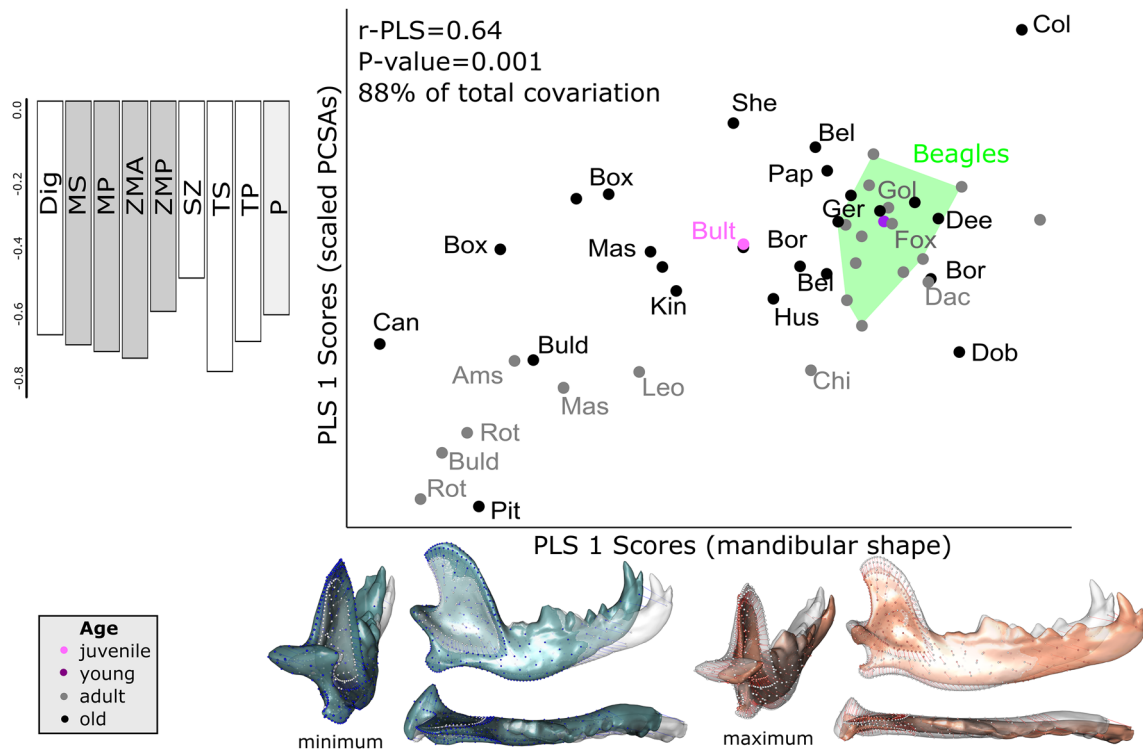 r-PLS=0.64
P-value=0.001
88% of total covariation
PLS 1 Scores (scaled PCSAs)
0.0
-0.2
-0.4
-0.6
-0.8
Dig
MS
MP
ZMA
ZMP
SZ
TS
TP
P
Col
She
Bel
Beagles
Pap
Box
Gol
Ger
Dee
Fox
Bult
Box
Mas
Bor
Bel
Bor
Dac
Kin
Hus
Can
Buld
Dob
Ams
Leo
Chi
Mas
Rot
Buld
Rot
Pit
PLS 1 Scores (mandibular shape)
Age
juvenile
young
adult
old
minimum
maximum